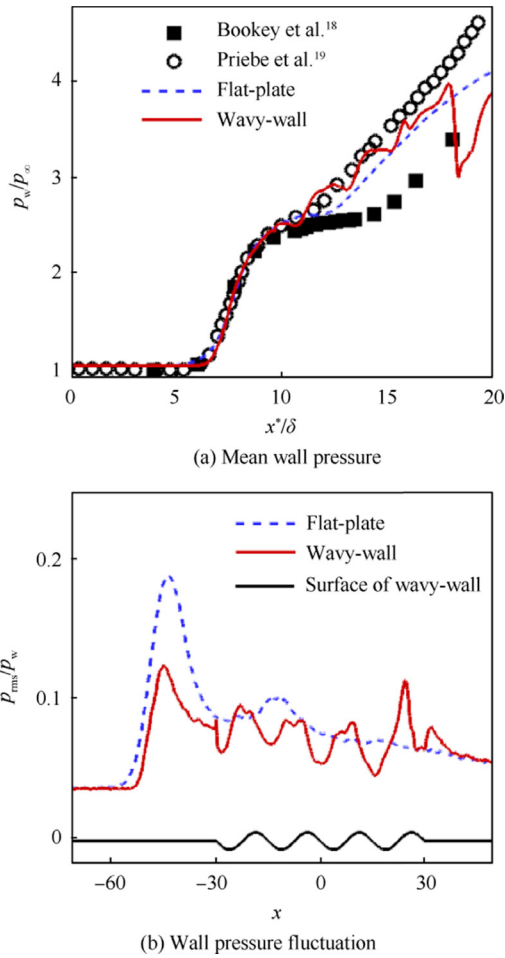 Bookey et al.18
Priebe et al.19
Flat-plate
Wavy-wall
4
3
2
1
pw/p∞
0
5
10
15
20
x*/δ
(a) Mean wall pressure
Flat-plate
Wavy-wall
Surface of wavy-wall
0.2
0.1
0
prms/pw
−60
−30
0
30
x
(b) Wall pressure fluctuation